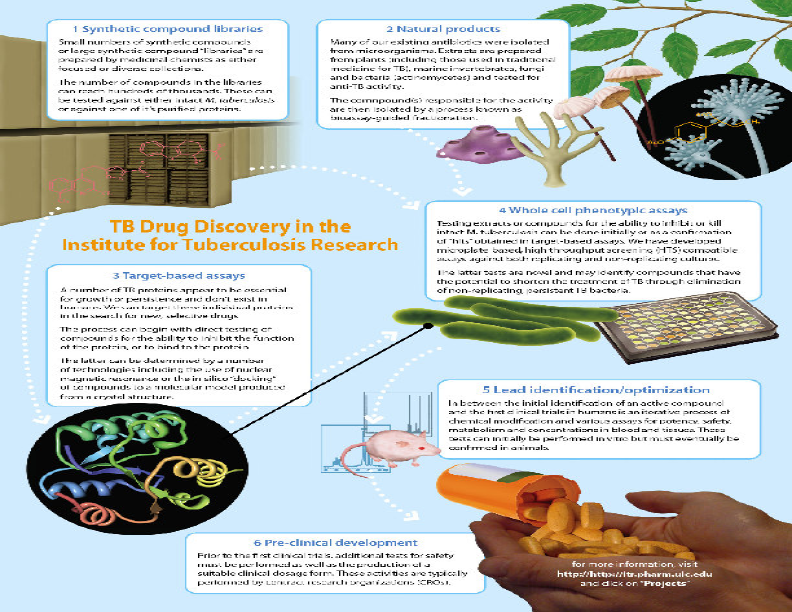 1 Synthetic compound libraries
Small numbers of synthetic compounds
or large synthetic compound "libraries" are
prepared by medicinal chemists as either
focused or diverse collections.
The number of compounds in the libraries
can reach hundreds of thousands. These can
be tested against either intact M. tuberculosis
or against one of it's purified proteins.
2 Natural products
Many of our existing antibiotics were isolated
from microorganisms. Extracts are prepared
from plants (including those used in traditional
medicine for TB), marine invertebrates, fungi
and bacteria (actinomycetes) and tested for
anti-TB activity.
The compound(s) responsible for the activity
are then isolated by a process known as
bioassay-guided fractionation.
TB Drug Discovery in the
Institute for Tuberculosis Research
4 Whole cell phenotypic assays
Testing extracts or compounds for the ability to inhibit or kill
intact M. tuberculosis can be done initially or as a confirmation
of "hits" obtained in target-based assays. We have developed
microplate-based, high throughput screening (HTS) compatible
assays against both replicating and non-replicating cultures.
The latter tests are novel and may identify compounds that have
the potential to shorten the treatment of TB through elimination
of non-replicating, persistent TB bacteria.
3 Target-based assays
A number of TB proteins appear to be essential
for growth or persistence and don't exist in
humans. We can target these individual proteins
in the search for new, selective drugs.
The process can begin with direct testing of
compounds for the ability to inhibit the function
of the protein, or to bind to the protein.
The latter can be determined by a number
of technologies including the use of nuclear
magnetic resonance or the in silico "docking"
of compounds to a molecular model produced
from a crystal structure.
5 Lead identification/optimization
In between the initial identification of an active compound
and the first clinical trials in humans is an iterative process of
chemical modification and various assays for potency, safety,
metabolism and concentrations in blood and tissues. These
tests can initially be performed in vitro but must eventually be
confirmed in animals.
6 Pre-clinical development
Prior to the first clinical trials, additional tests for safety
must be performed as well as the production of a
suitable clinical dosage form. These activities are typically
performed by contract research organizations (CROs).
for more information, visit
http://http://itr.pharm.uic.edu
and click on "Projects"